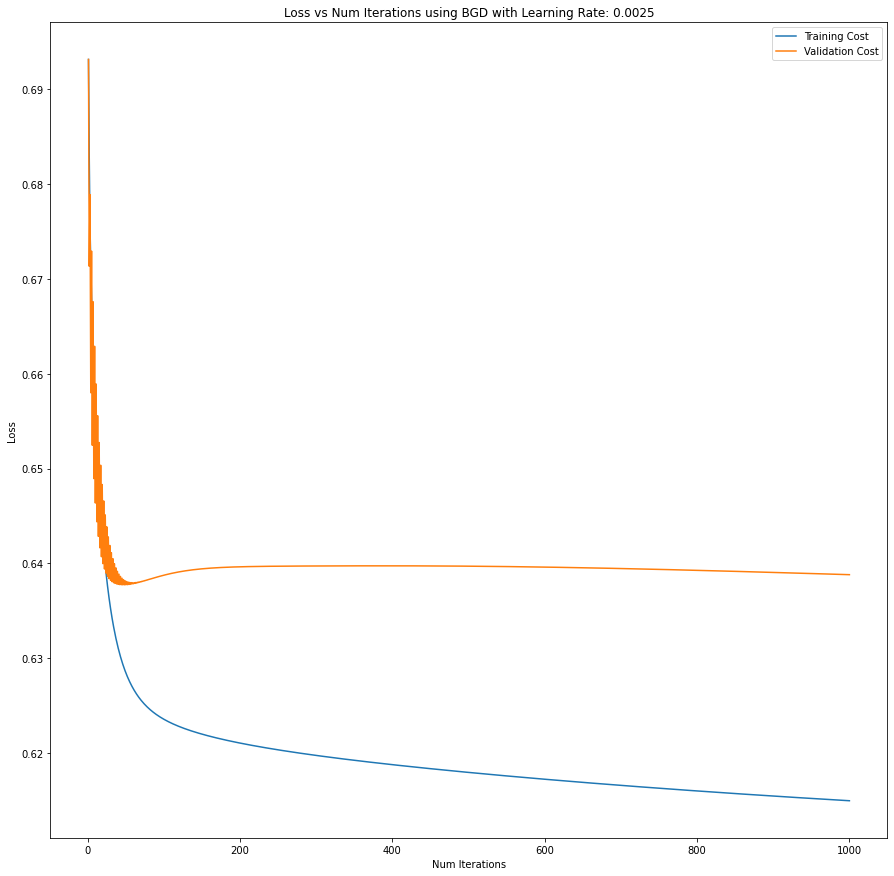 Loss vs Num Iterations using BGD with Learning Rate: 0.0025
Training Cost
Validation Cost
0.69
0.68
0.67
0.66
0.65
0.64
0.63
0.62
Loss
0
200
400
600
800
1000
Num Iterations